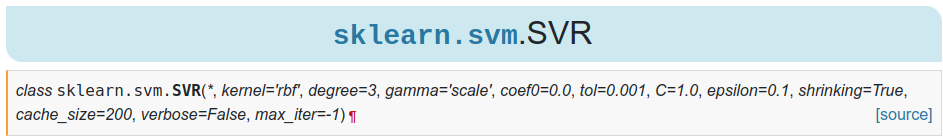 sklearn.svm.SVR
class sklearn.svm.SVR(*, kernel='rbf', degree=3, gamma='scale', coef0=0.0, tol=0.001, C=1.0, epsilon=0.1, shrinking=True,
cache_size=200, verbose=False, max_iter=-1)¶ [source]